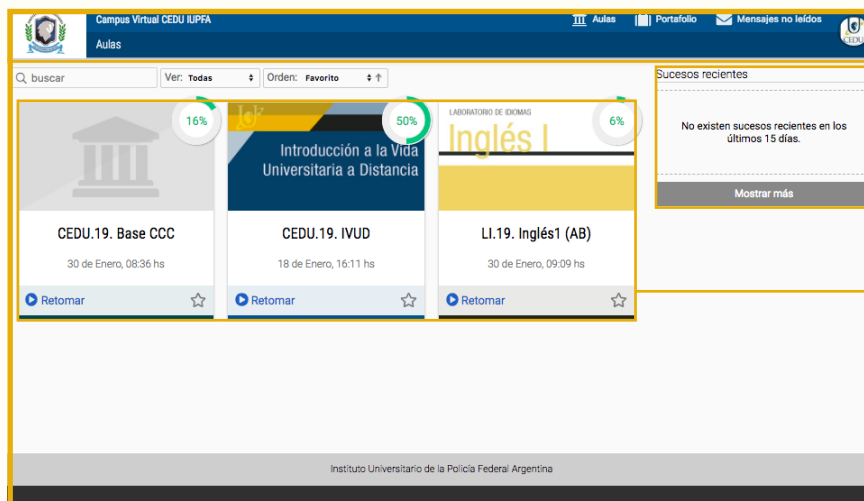 Campus Virtual CEDU IUPFA
Aulas Portafolio Mensajes no leídos
Aulas
CEDU
buscar
Ver: Todas
Orden: Favorito
Sucesos recientes
No existen sucesos recientes en los
últimos 15 días.
Mostrar más
16%
50%
Introducción a la Vida
Universitaria a Distancia
6%
LABORATORIO DE IDIOMAS
Inglés I
CEDU.19. Base CCC
30 de Enero, 08:36 hs
Retomar
CEDU.19. IVUD
18 de Enero, 16:11 hs
Retomar
LI.19. Inglés1 (AB)
30 de Enero, 09:09 hs
Retomar
Instituto Universitario de la Policía Federal Argentina